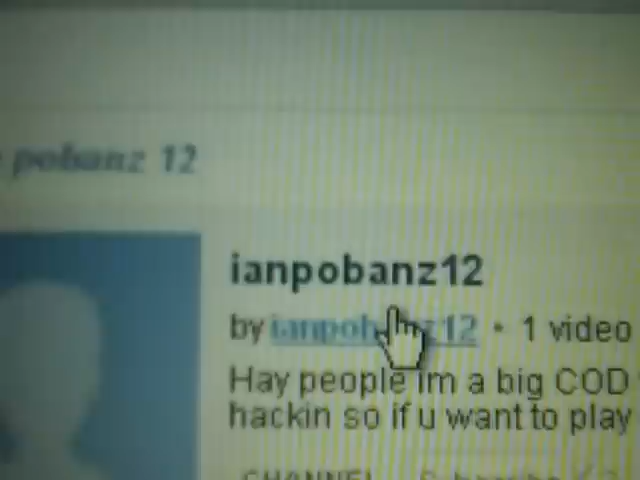 pobanz 12
ianpobanz12
by ianpobanz12 • 1 video
Hay people im a big COD
hackin so if u want to play
CHANNEL Subscribe